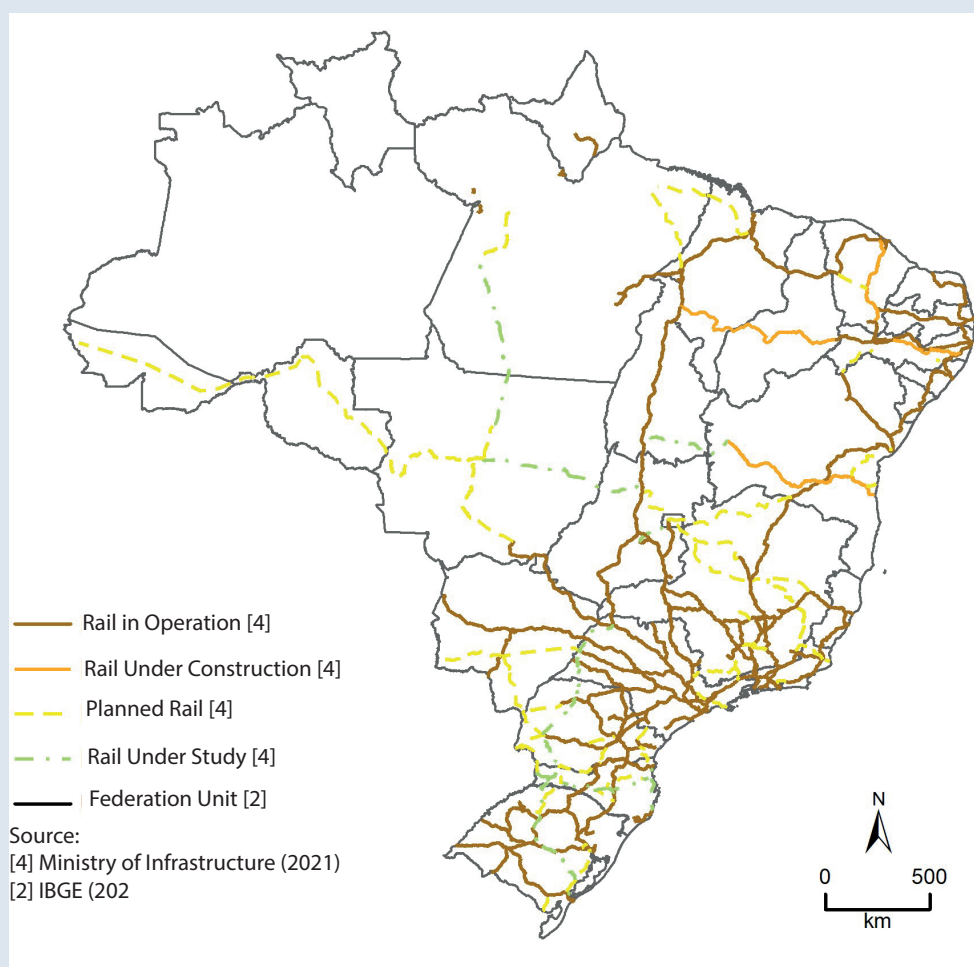 Rail in Operation [4]
Rail Under Construction [4]
Planned Rail [4]
Rail Under Study [4]
Federation Unit [2]
Source:
[4] Ministry of Infrastructure (2021)
[2] IBGE (202
N
0 500
km